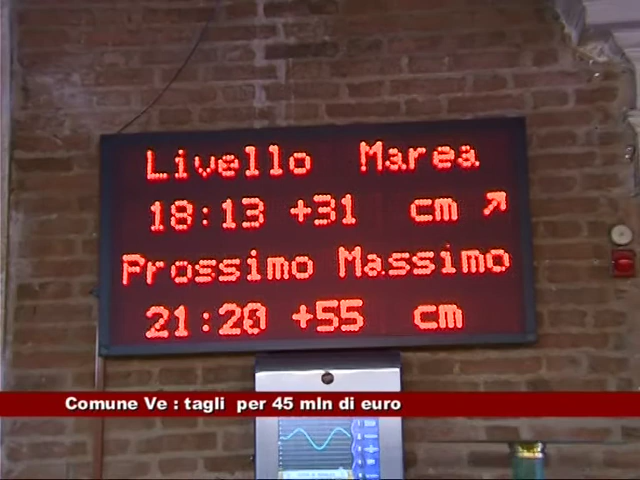 Livello Marea
18:13 +31 cm ↗
Prossimo Massimo
21:20 +55 cm
Comune Ve : tagli per 45 mln di euro